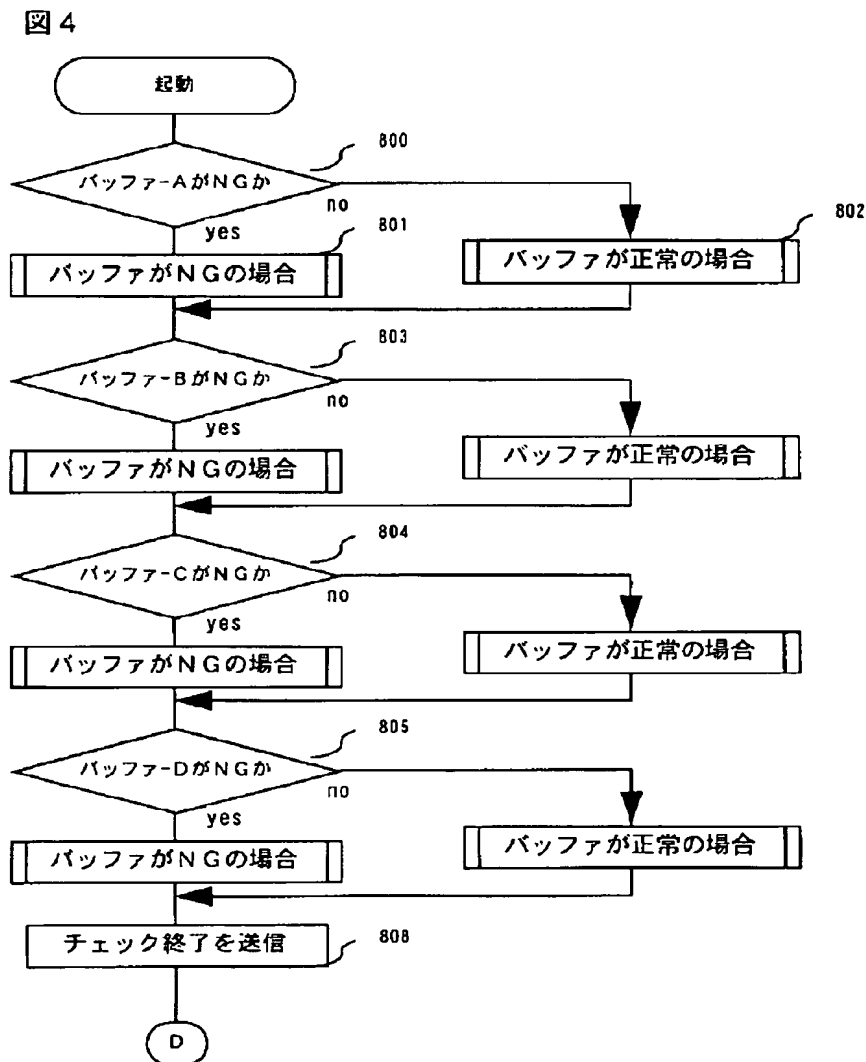 図4
起動
800
バッファ-AがNGか
no
yes
801
802
バッファがNGの場合
バッファが正常の場合
803
バッファ-BがNGか
no
yes
バッファがNGの場合
バッファが正常の場合
804
バッファ-CがNGか
no
yes
バッファがNGの場合
バッファが正常の場合
805
バッファ-DがNGか
no
yes
バッファがNGの場合
バッファが正常の場合
チェック終了を送信
808
D